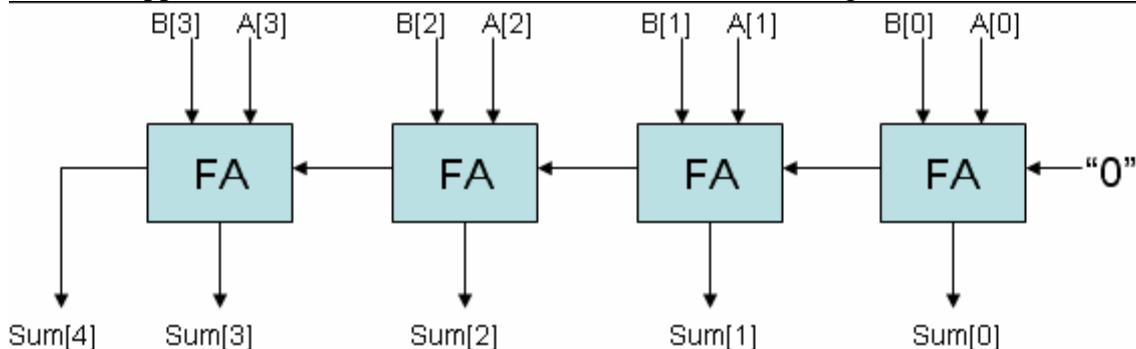 B[3] A[3] B[2] A[2] B[1] A[1] B[0] A[0]
FA FA FA FA "0"
Sum[4] Sum[3] Sum[2] Sum[1] Sum[0]